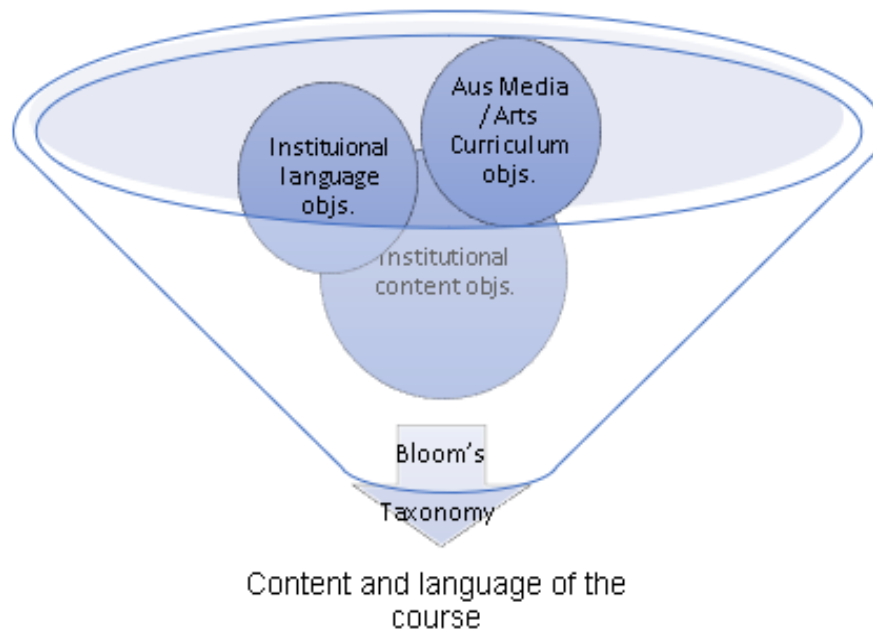 Aus Media
/ Arts
Curriculum
objs.
Instituional
language
objs.
Institutional
content objs.
Bloom's
Taxonomy
Content and language of the
course